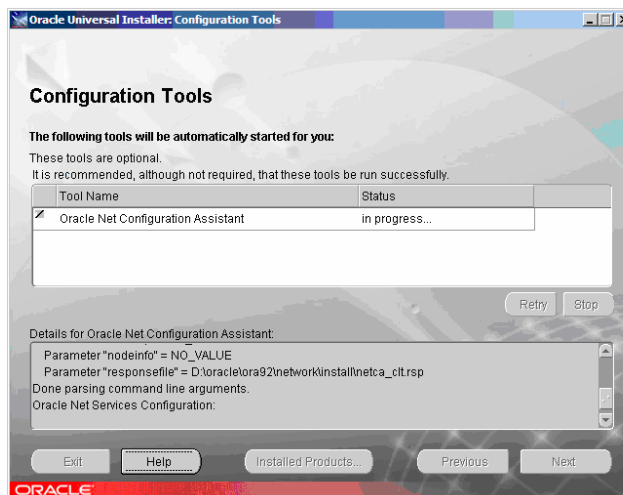 Oracle Universal Installer: Configuration Tools
Configuration Tools
The following tools will be automatically started for you:
These tools are optional.
It is recommended, although not required, that these tools be run successfully.
Tool Name Status
Oracle Net Configuration Assistant in progress...
Retry Stop
Details for Oracle Net Configuration Assistant:
Parameter "nodeinfo" = NO_VALUE
Parameter "responsefile" = D:\oracle\ora92\network\install\netca_clt.rsp
Done parsing command line arguments.
Oracle Net Services Configuration:
Exit Help Installed Products... Previous Next
ORACLE